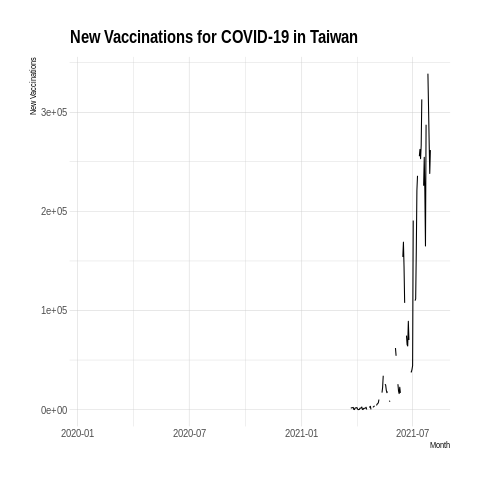 New Vaccinations for COVID-19 in Taiwan
New Vaccinations
3e+05
2e+05
1e+05
0e+00
2020-01 2020-07 2021-01 2021-07
Month